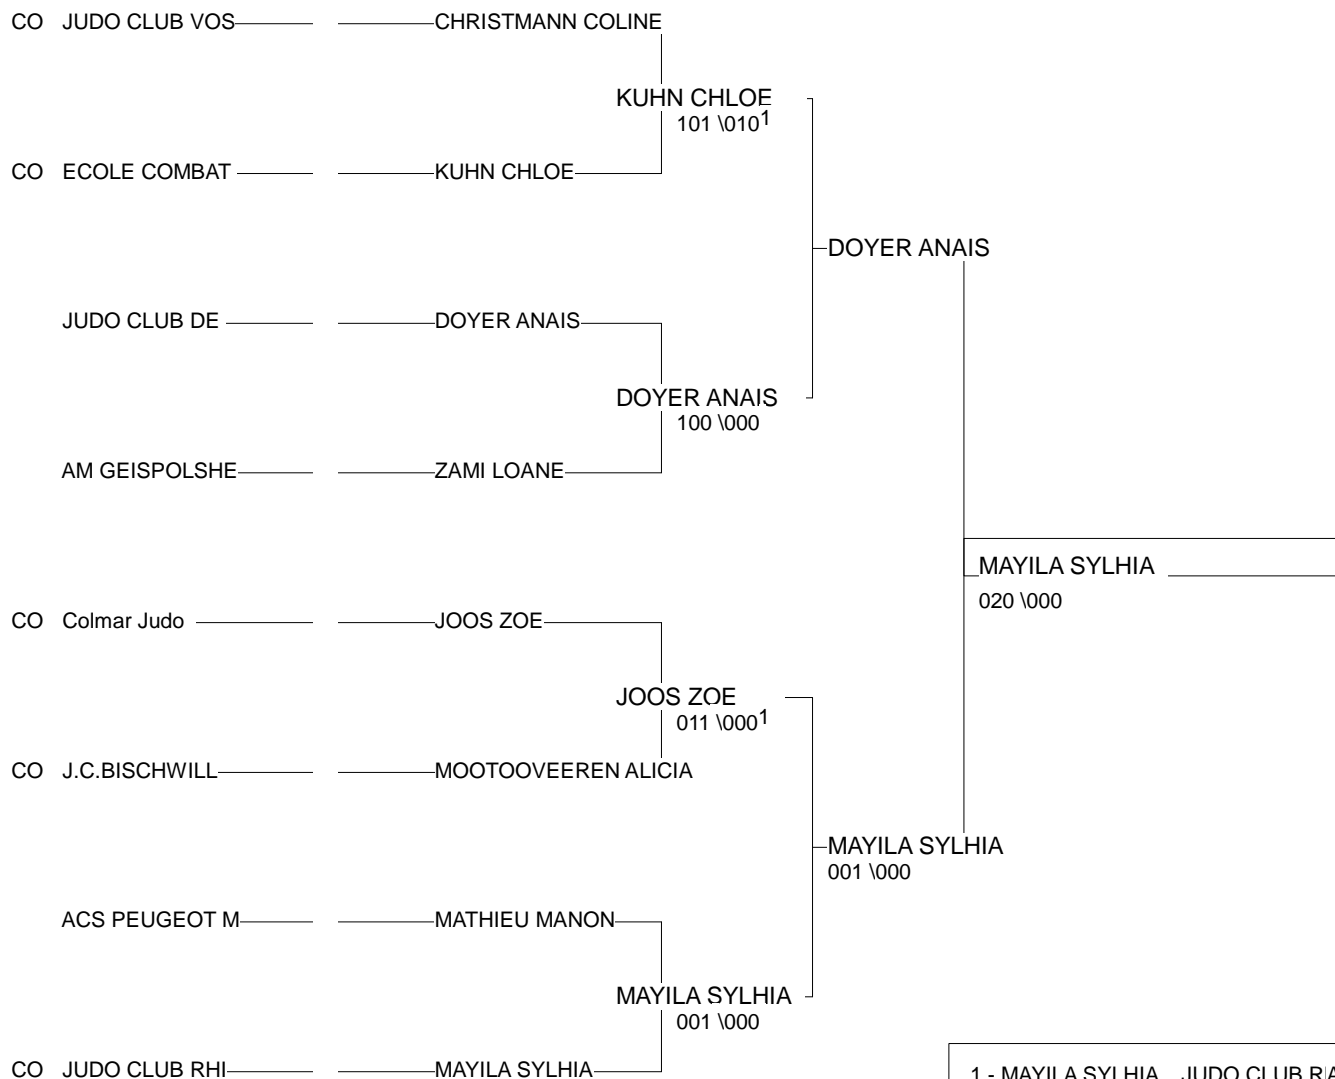 CO JUDO CLUB VOS CHRISTMANN COLINE
KUHN CHLOE
101 \010 1
CO ECOLE COMBAT KUHN CHLOE
DOYER ANAIS
JUDO CLUB DE DOYER ANAIS
DOYER ANAIS
100 \000
AM GEISPOLSHE ZAMI LOANE
MAYILA SYLHIA
020 \000
CO Colmar Judo JOOS ZOE
JOOS ZOE
011 \000 1
CO J.C.BISCHWILL MOOTOOVEEREN ALICIA
MAYILA SYLHIA
001 \000
ACS PEUGEOT M MATHIEU MANON
MAYILA SYLHIA
001 \000
CO JUDO CLUB RHI MAYILA SYLHIA
1 - MAYILA SYLHIA JUDO CLUB RIA